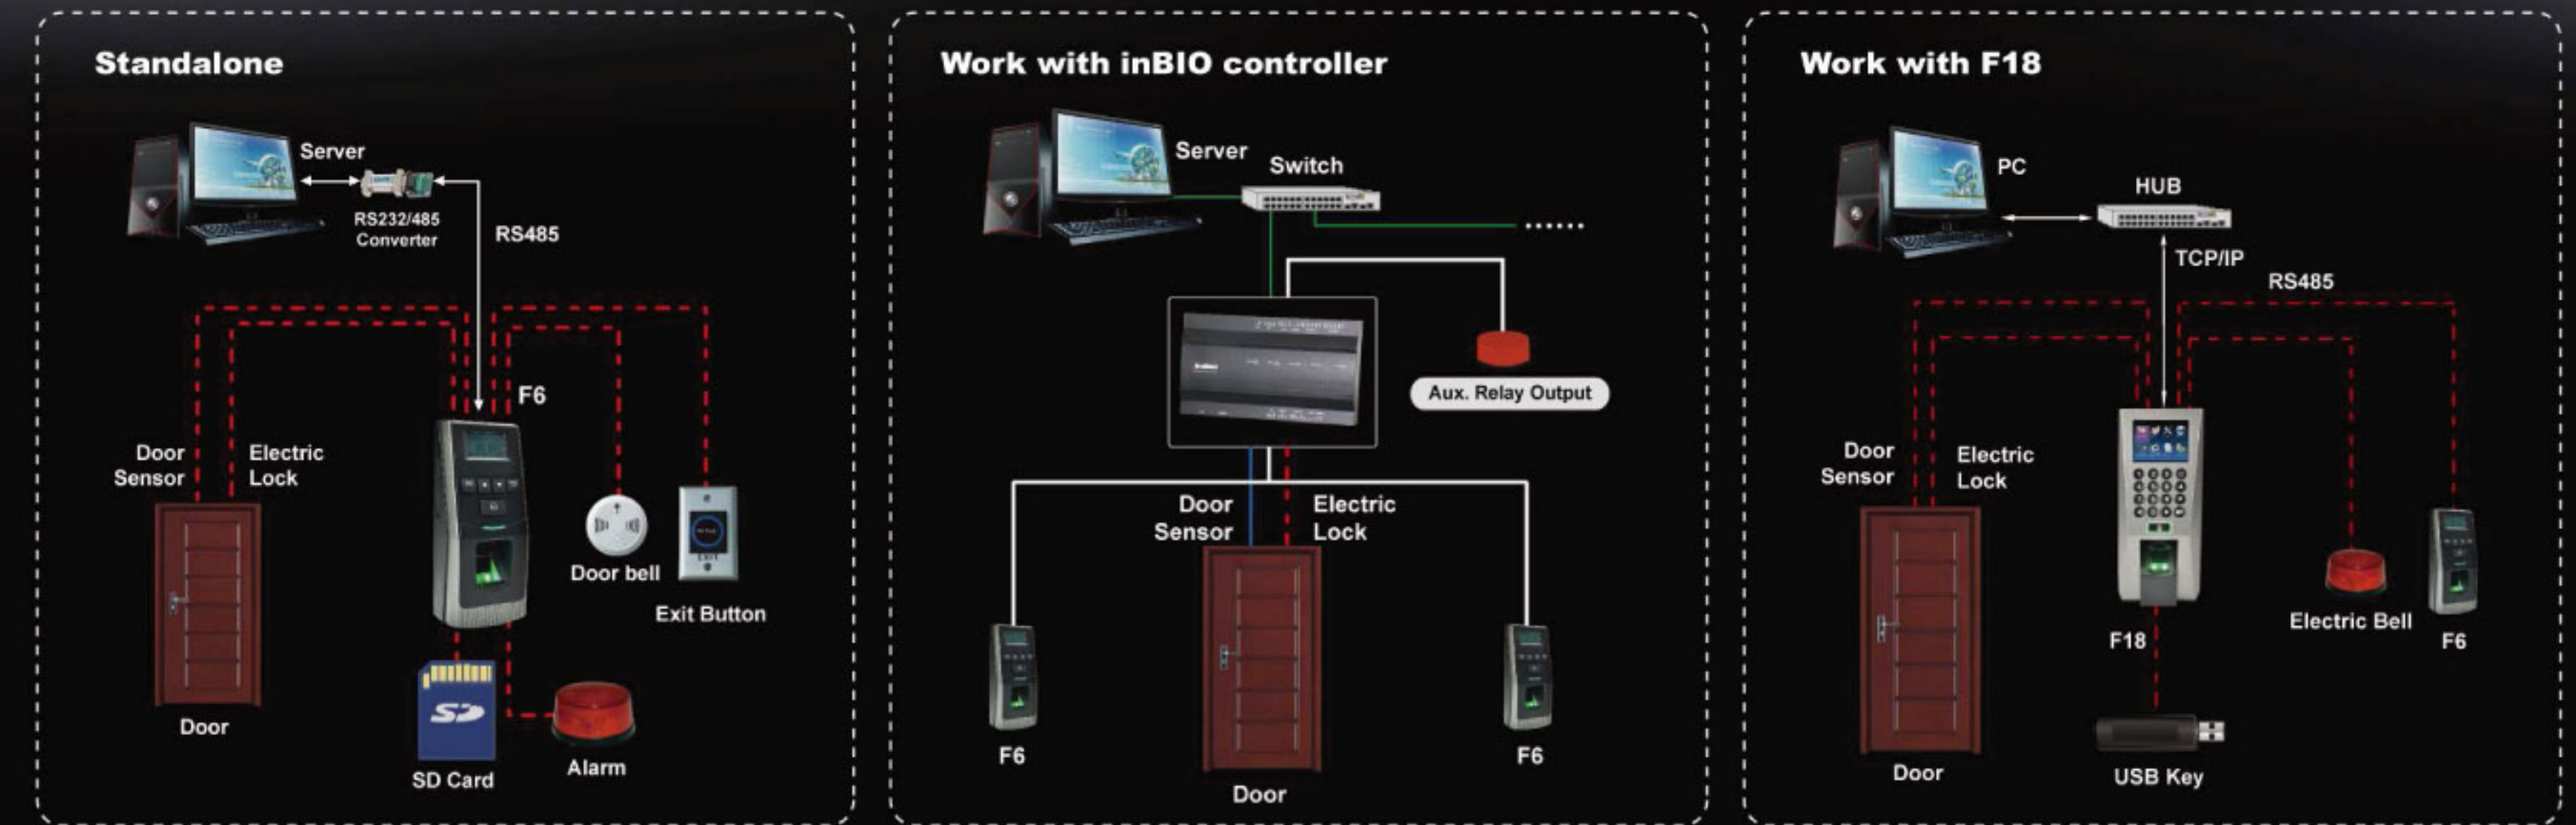 Standalone
Server
RS232/485
Converter
RS485
F6
Door
Sensor
Electric
Lock
Door bell
EXIT
Exit Button
Door
SD
SD Card
Alarm
Work with inBIO controller
Server
Switch
Aux. Relay Output
Door
Sensor
Electric
Lock
F6
F6
Door
Work with F18
PC
HUB
TCP/IP
RS485
Door
Sensor
Electric
Lock
F18
Electric Bell
F6
Door
USB Key